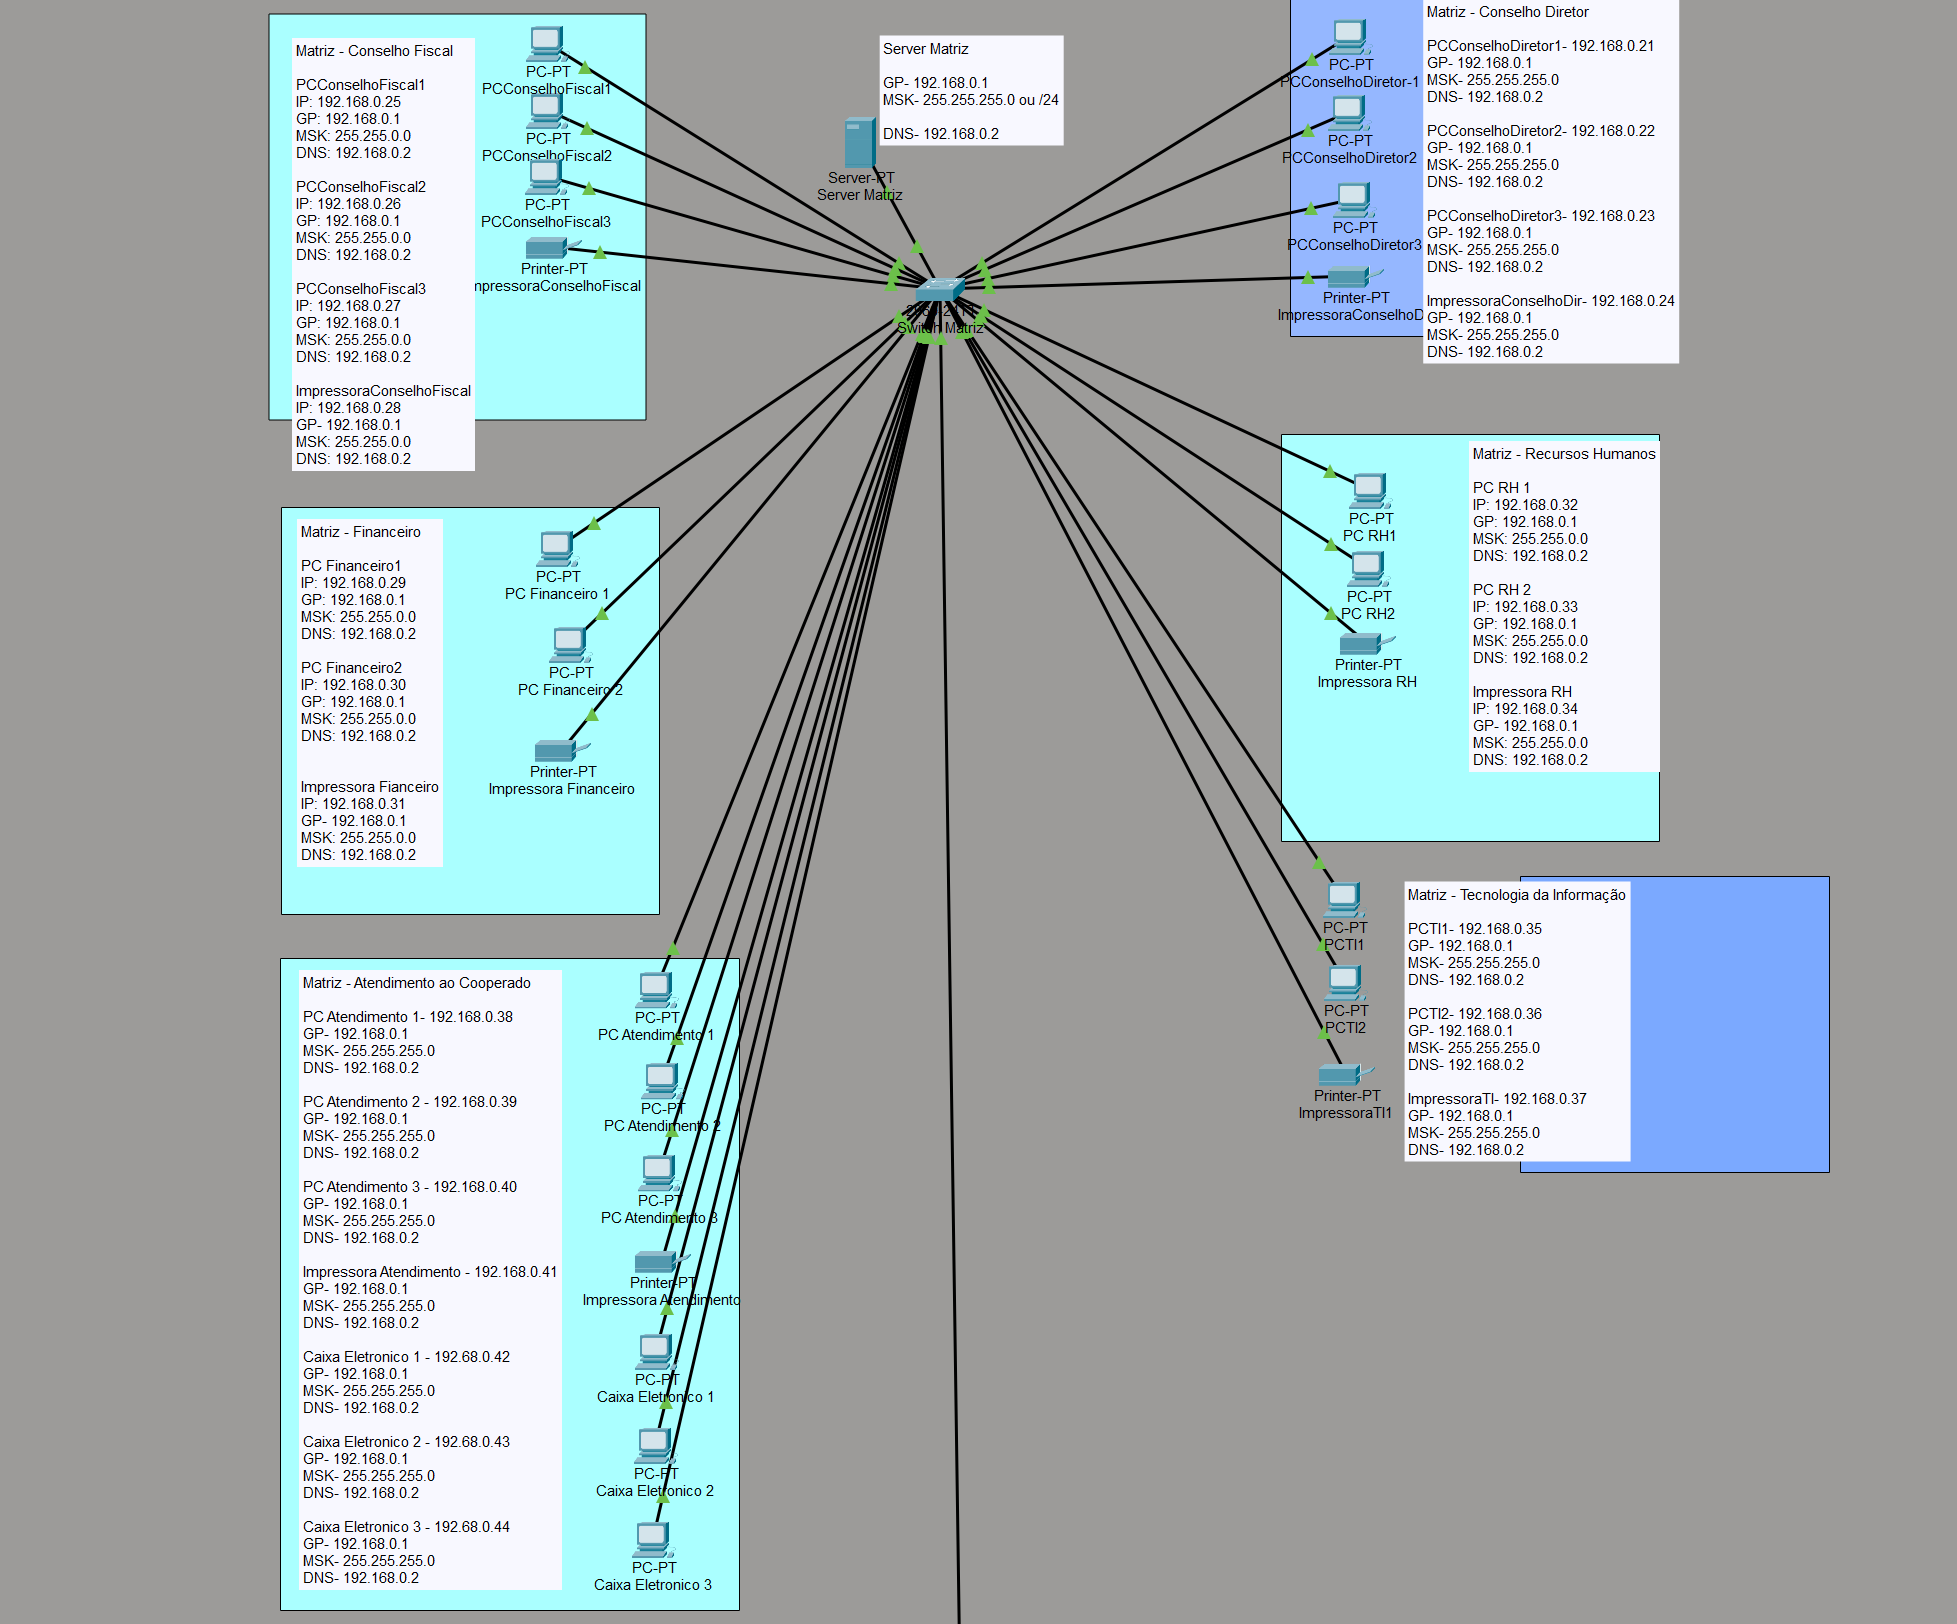 Matriz - Conselho Fiscal
PCConselhoFiscal1
IP: 192.168.0.25
GP: 192.168.0.1
MSK: 255.255.0.0
DNS: 192.168.0.2
PCConselhoFiscal2
IP: 192.168.0.26
GP: 192.168.0.1
MSK: 255.255.0.0
DNS: 192.168.0.2
PCConselhoFiscal3
IP: 192.168.0.27
GP: 192.168.0.1
MSK: 255.255.0.0
DNS: 192.168.0.2
ImpressoraConselhoFiscal
IP: 192.168.0.28
GP- 192.168.0.1
MSK: 255.255.0.0
DNS: 192.168.0.2
PC-PT
PCConselhoFiscal1
PC-PT
PCConselhoFiscal2
PC-PT
PCConselhoFiscal3
Printer-PT
mpressoraConselhoFiscal
Server Matriz
GP- 192.168.0.1
MSK- 255.255.255.0 ou /24
DNS- 192.168.0.2
Server-PT
Server Matriz
Switch Matriz
PC-PT
PCConselhoDiretor-1
PC-PT
PCConselhoDiretor2
PC-PT
PCConselhoDiretor3
Printer-PT
ImpressoraConselhoD
Matriz - Conselho Diretor
PCConselhoDiretor1- 192.168.0.21
GP- 192.168.0.1
MSK- 255.255.255.0
DNS- 192.168.0.2
PCConselhoDiretor2- 192.168.0.22
GP- 192.168.0.1
MSK- 255.255.255.0
DNS- 192.168.0.2
PCConselhoDiretor3- 192.168.0.23
GP- 192.168.0.1
MSK- 255.255.255.0
DNS- 192.168.0.2
ImpressoraConselhoDir- 192.168.0.24
GP- 192.168.0.1
MSK- 255.255.255.0
DNS- 192.168.0.2
Matriz - Financeiro
PC Financeiro1
IP: 192.168.0.29
GP: 192.168.0.1
MSK: 255.255.0.0
DNS: 192.168.0.2
PC Financeiro2
IP: 192.168.0.30
GP: 192.168.0.1
MSK: 255.255.0.0
DNS: 192.168.0.2
Impressora Fianceiro
IP: 192.168.0.31
GP- 192.168.0.1
MSK: 255.255.0.0
DNS: 192.168.0.2
PC-PT
PC Financeiro 1
PC-PT
PC Financeiro 2
Printer-PT
Impressora Financeiro
PC-PT
PC RH1
PC-PT
PC RH2
Printer-PT
Impressora RH
Matriz - Recursos Humanos
PC RH 1
IP: 192.168.0.32
GP: 192.168.0.1
MSK: 255.255.0.0
DNS: 192.168.0.2
PC RH 2
IP: 192.168.0.33
GP: 192.168.0.1
MSK: 255.255.0.0
DNS: 192.168.0.2
Impressora RH
IP: 192.168.0.34
GP- 192.168.0.1
MSK: 255.255.0.0
DNS: 192.168.0.2
PC-PT
PCTI1
PC-PT
PCTI2
Printer-PT
ImpressoraTI1
Matriz - Tecnologia da Informação
PCTI1- 192.168.0.35
GP- 192.168.0.1
MSK- 255.255.255.0
DNS- 192.168.0.2
PCTI2- 192.168.0.36
GP- 192.168.0.1
MSK- 255.255.255.0
DNS- 192.168.0.2
ImpressoraTI- 192.168.0.37
GP- 192.168.0.1
MSK- 255.255.255.0
DNS- 192.168.0.2
Matriz - Atendimento ao Cooperado
PC Atendimento 1- 192.168.0.38
GP- 192.168.0.1
MSK- 255.255.255.0
DNS- 192.168.0.2
PC Atendimento 2 - 192.168.0.39
GP- 192.168.0.1
MSK- 255.255.255.0
DNS- 192.168.0.2
PC Atendimento 3 - 192.168.0.40
GP- 192.168.0.1
MSK- 255.255.255.0
DNS- 192.168.0.2
Impressora Atendimento - 192.168.0.41
GP- 192.168.0.1
MSK- 255.255.255.0
DNS- 192.168.0.2
Caixa Eletronico 1 - 192.68.0.42
GP- 192.168.0.1
MSK- 255.255.255.0
DNS- 192.168.0.2
Caixa Eletronico 2 - 192.68.0.43
GP- 192.168.0.1
MSK- 255.255.255.0
DNS- 192.168.0.2
Caixa Eletronico 3 - 192.68.0.44
GP- 192.168.0.1
MSK- 255.255.255.0
DNS- 192.168.0.2
PC-PT
PC Atendimento 1
PC-PT
PC Atendimento 2
PC-PT
PC Atendimento 3
Printer-PT
Impressora Atendimento
PC-PT
Caixa Eletronico 1
PC-PT
Caixa Eletronico 2
PC-PT
Caixa Eletronico 3